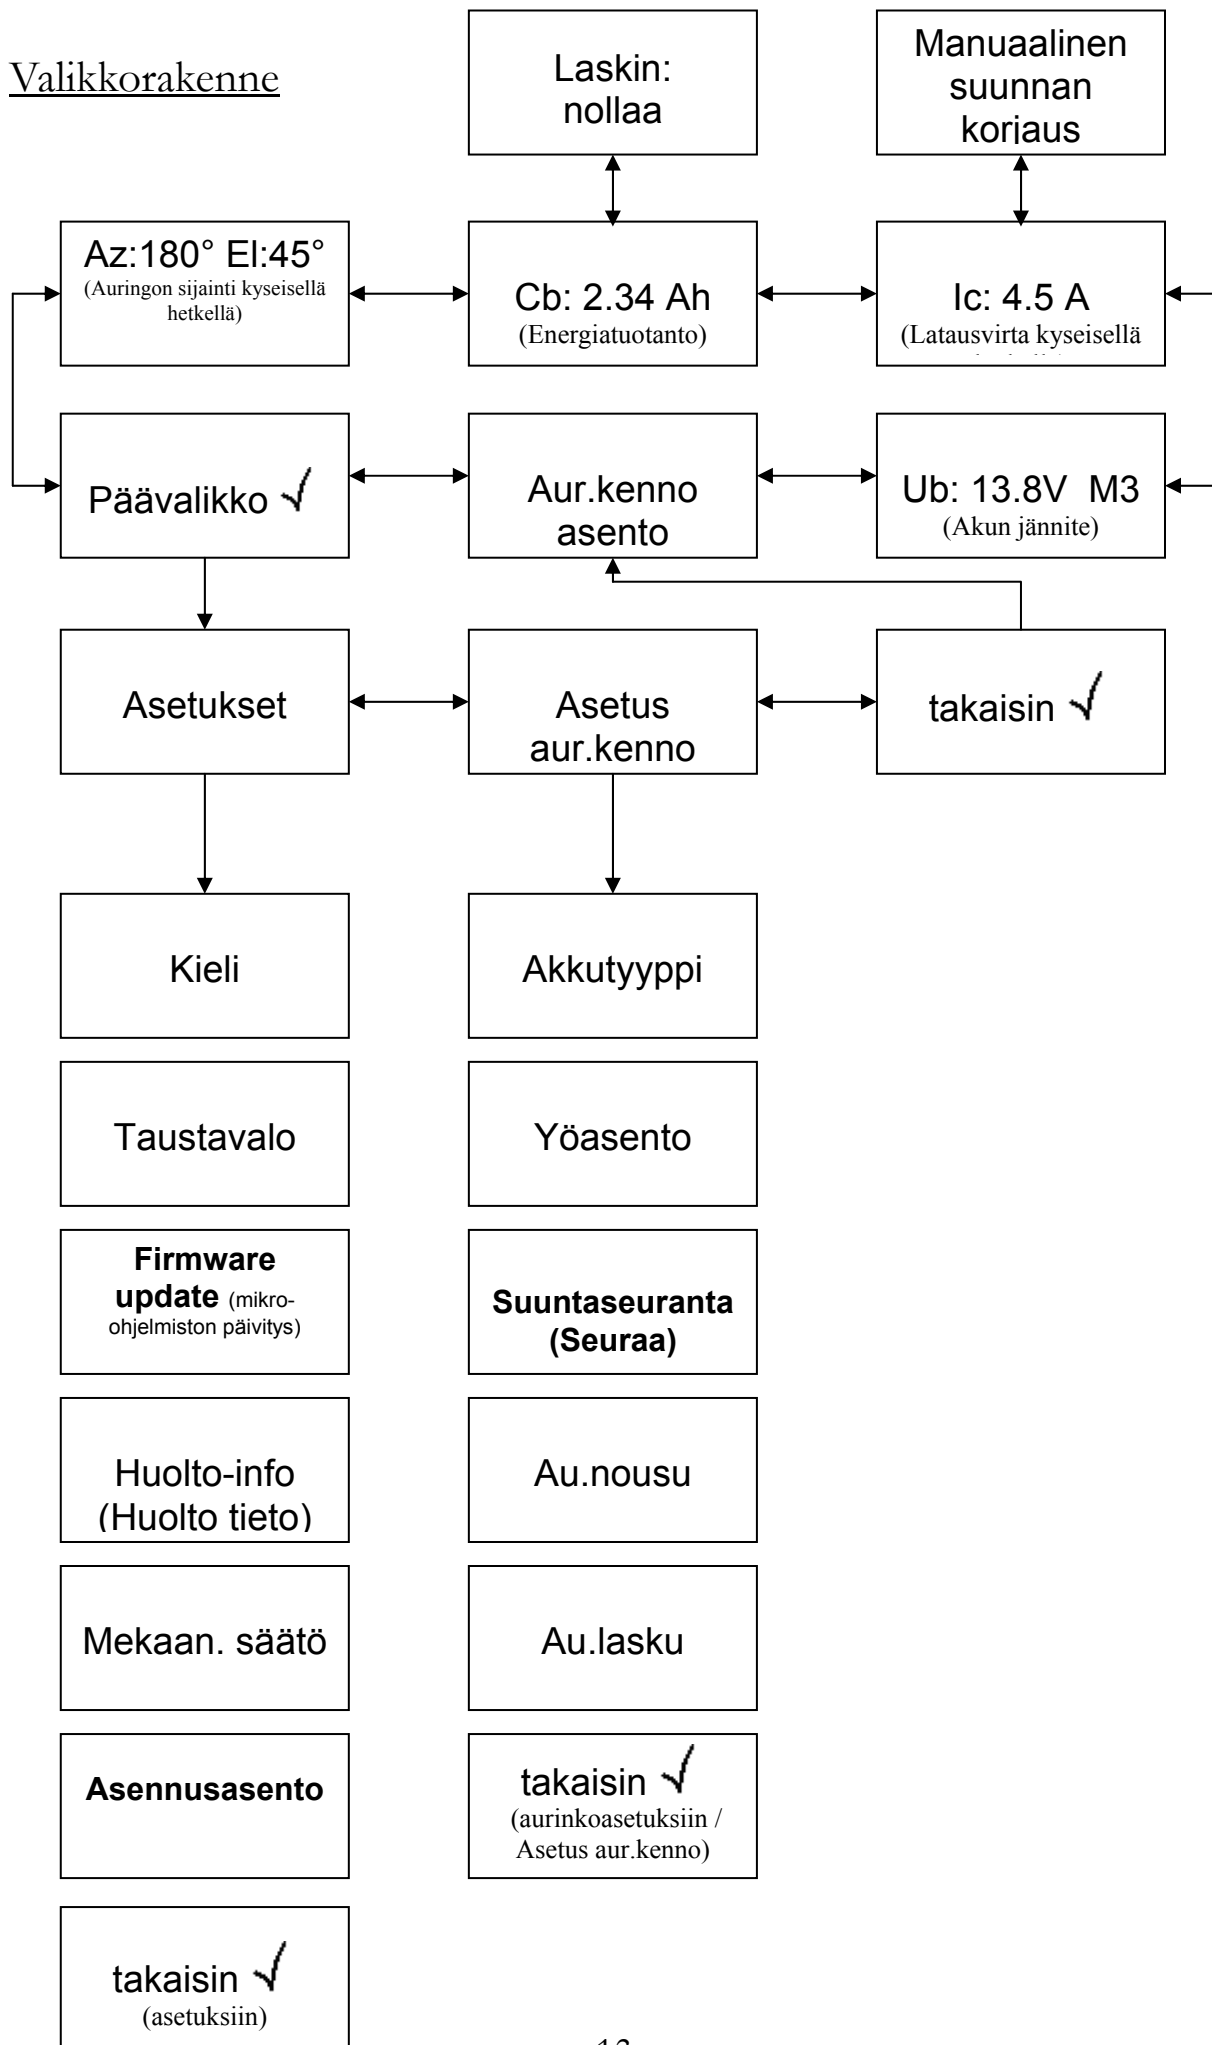 Valikkorakenne
Laskin:
nollaa
Manuaalinen
suunnan
korjaus
Az:180° El:45°
(Auringon sijainti kyseisellä
hetkellä)
Cb: 2.34 Ah
(Energiatuotanto)
Ic: 4.5 A
(Latausvirta kyseisellä
Päävalikko ✓
Aur.kenno
asento
Ub: 13.8V M3
(Akun jännite)
Asetukset
Asetus
aur.kenno
takaisin ✓
Kieli
Akkutyyppi
Taustavalo
Yöasento
Firmware
update (mikro-
ohjelmiston päivitys)
Suuntaseuranta
(Seuraa)
Huolto-info
(Huolto tieto)
Au.nousu
Mekaan. säätö
Au.lasku
Asennusasento
takaisin ✓
(aurinkoasetuksiin /
Asetus aur.kenno)
takaisin ✓
(asetuksiin)